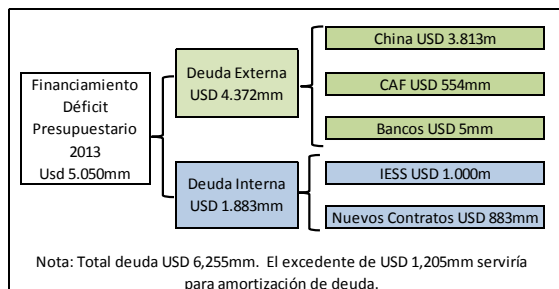 Financiamiento
Déficit
Presupuestario
2013
Usd 5.050mm
Deuda Externa
USD 4.372mm
China USD 3.813m
CAF USD 554mm
Bancos USD 5mm
Deuda Interna
USD 1.883mm
IESS USD 1.000m
Nuevos Contratos USD 883mm
Nota: Total deuda USD 6,255mm. El excedente de USD 1,205mm serviría
para amortización de deuda.